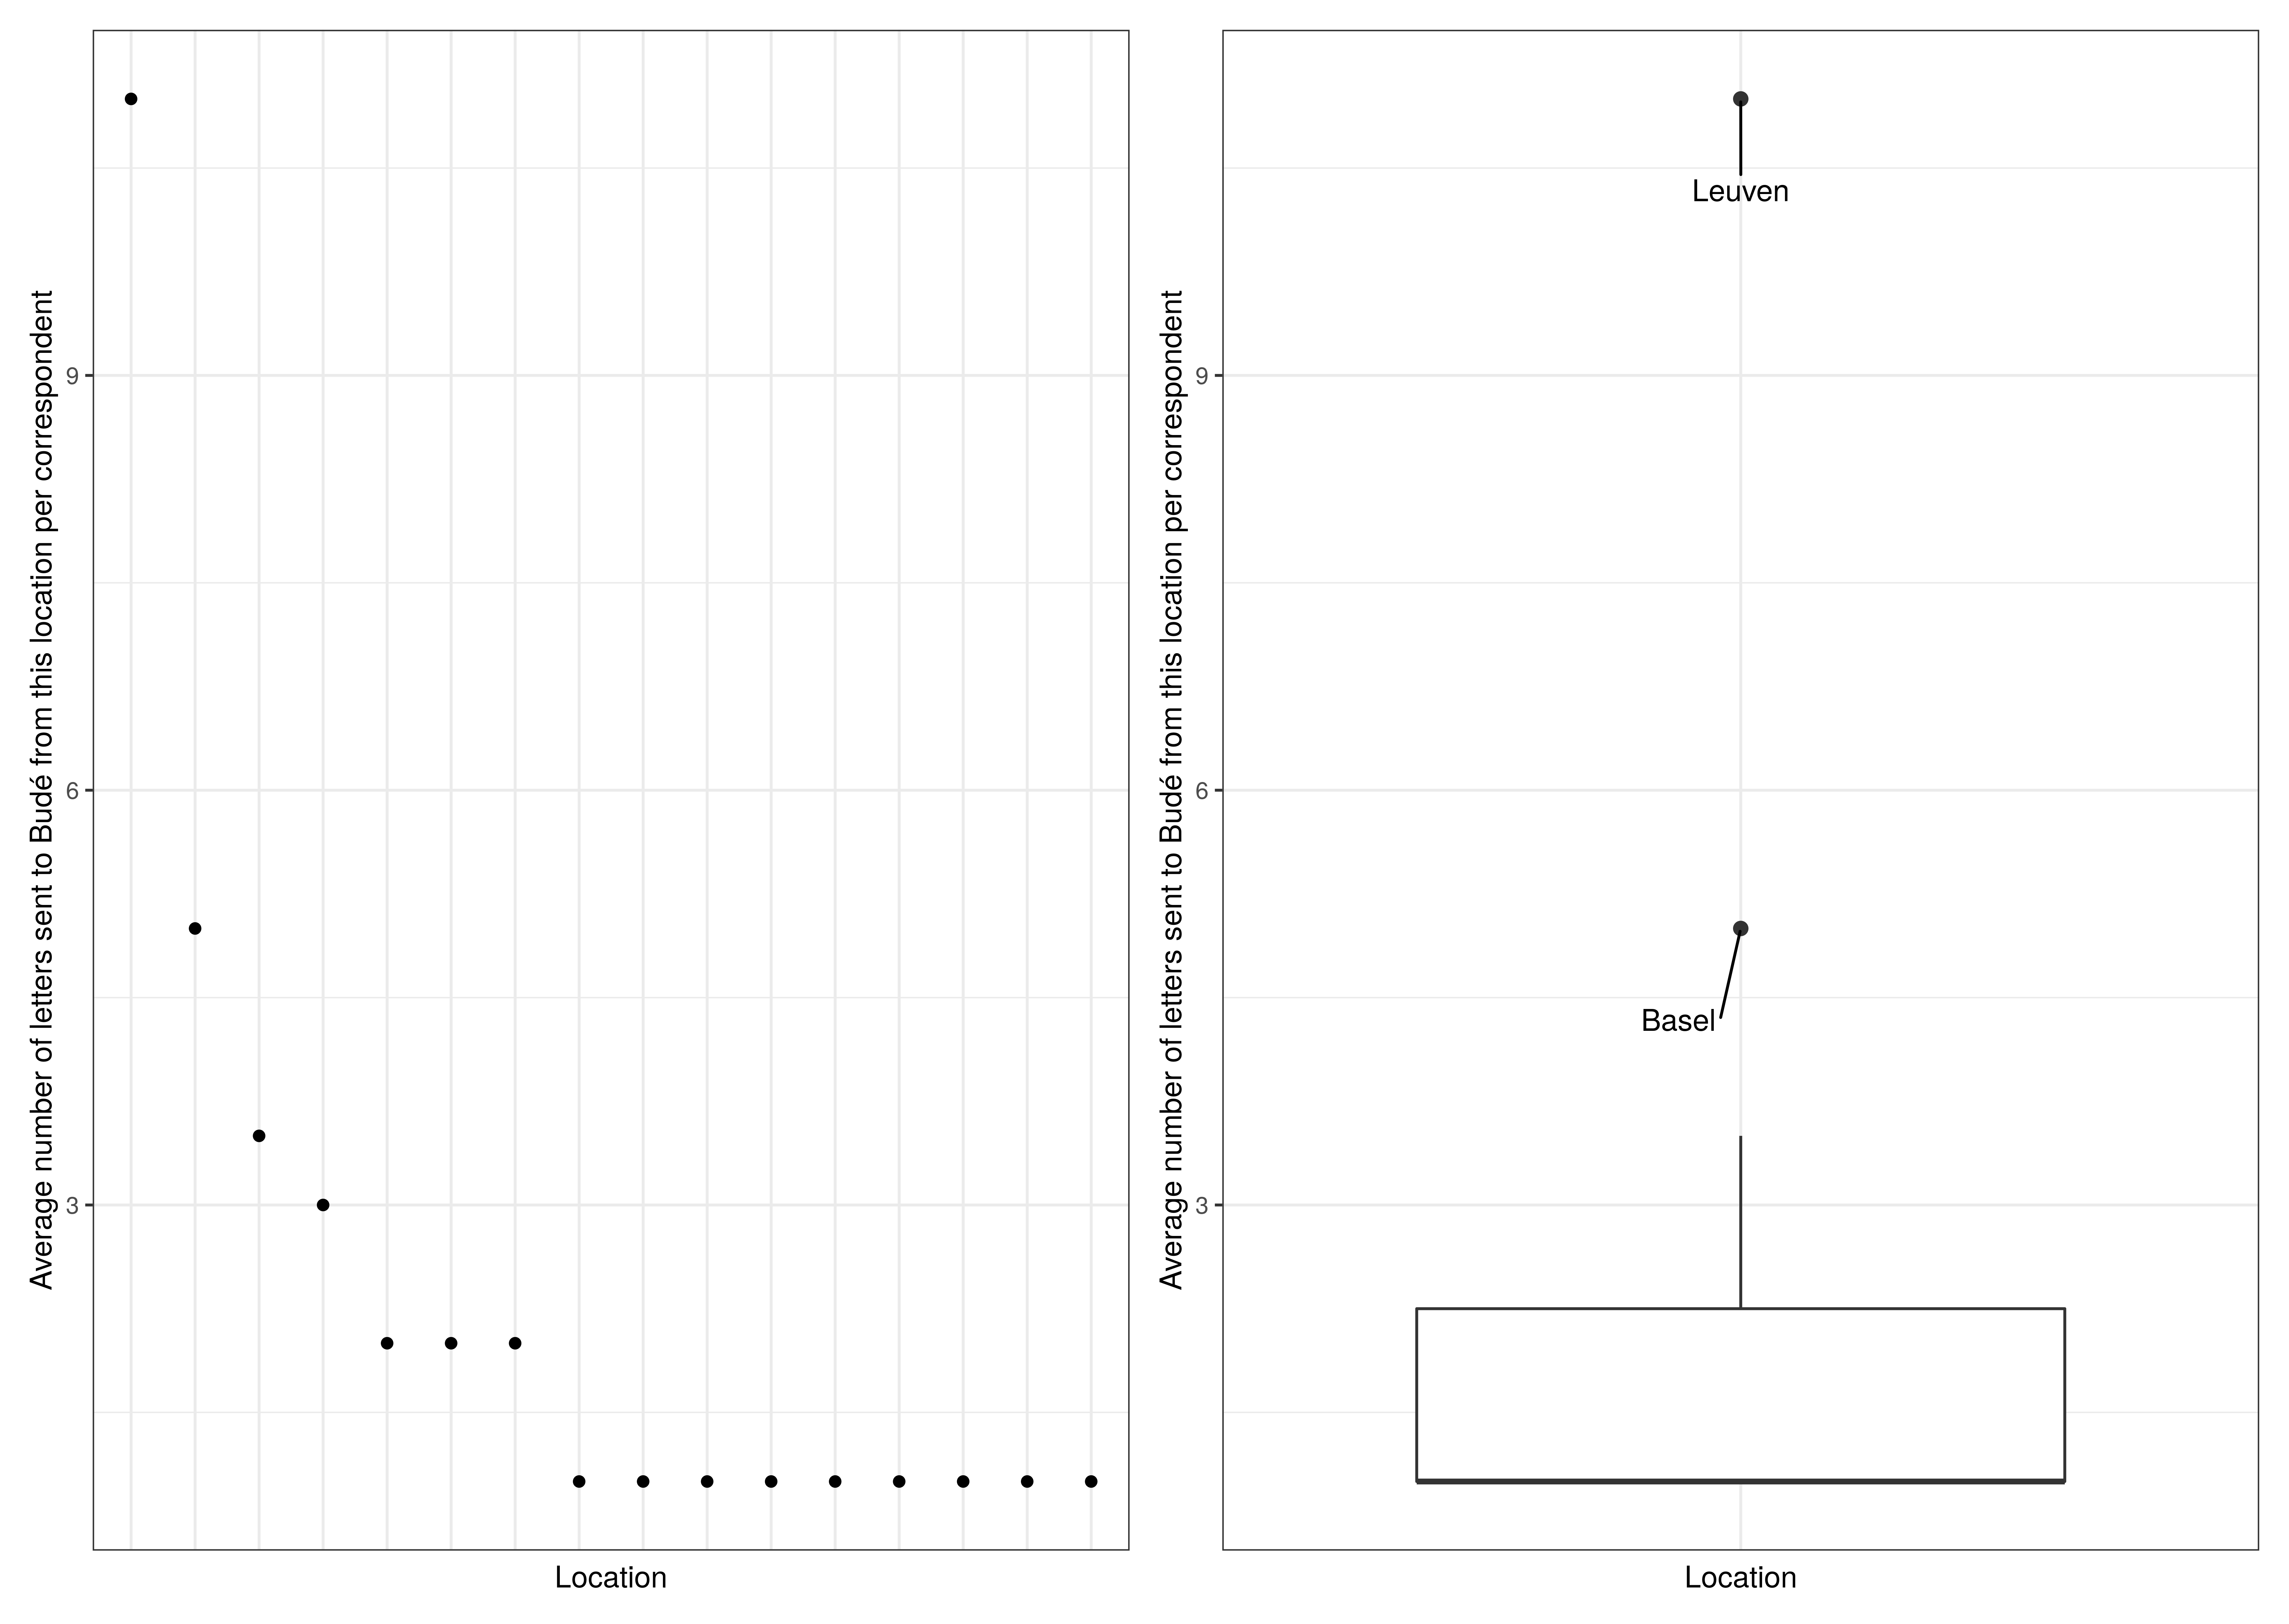 Average number of letters sent to Budé from this location per correspondent
9
6
3
Location
Average number of letters sent to Budé from this location per correspondent
9
6
3
Leuven
Basel
Location